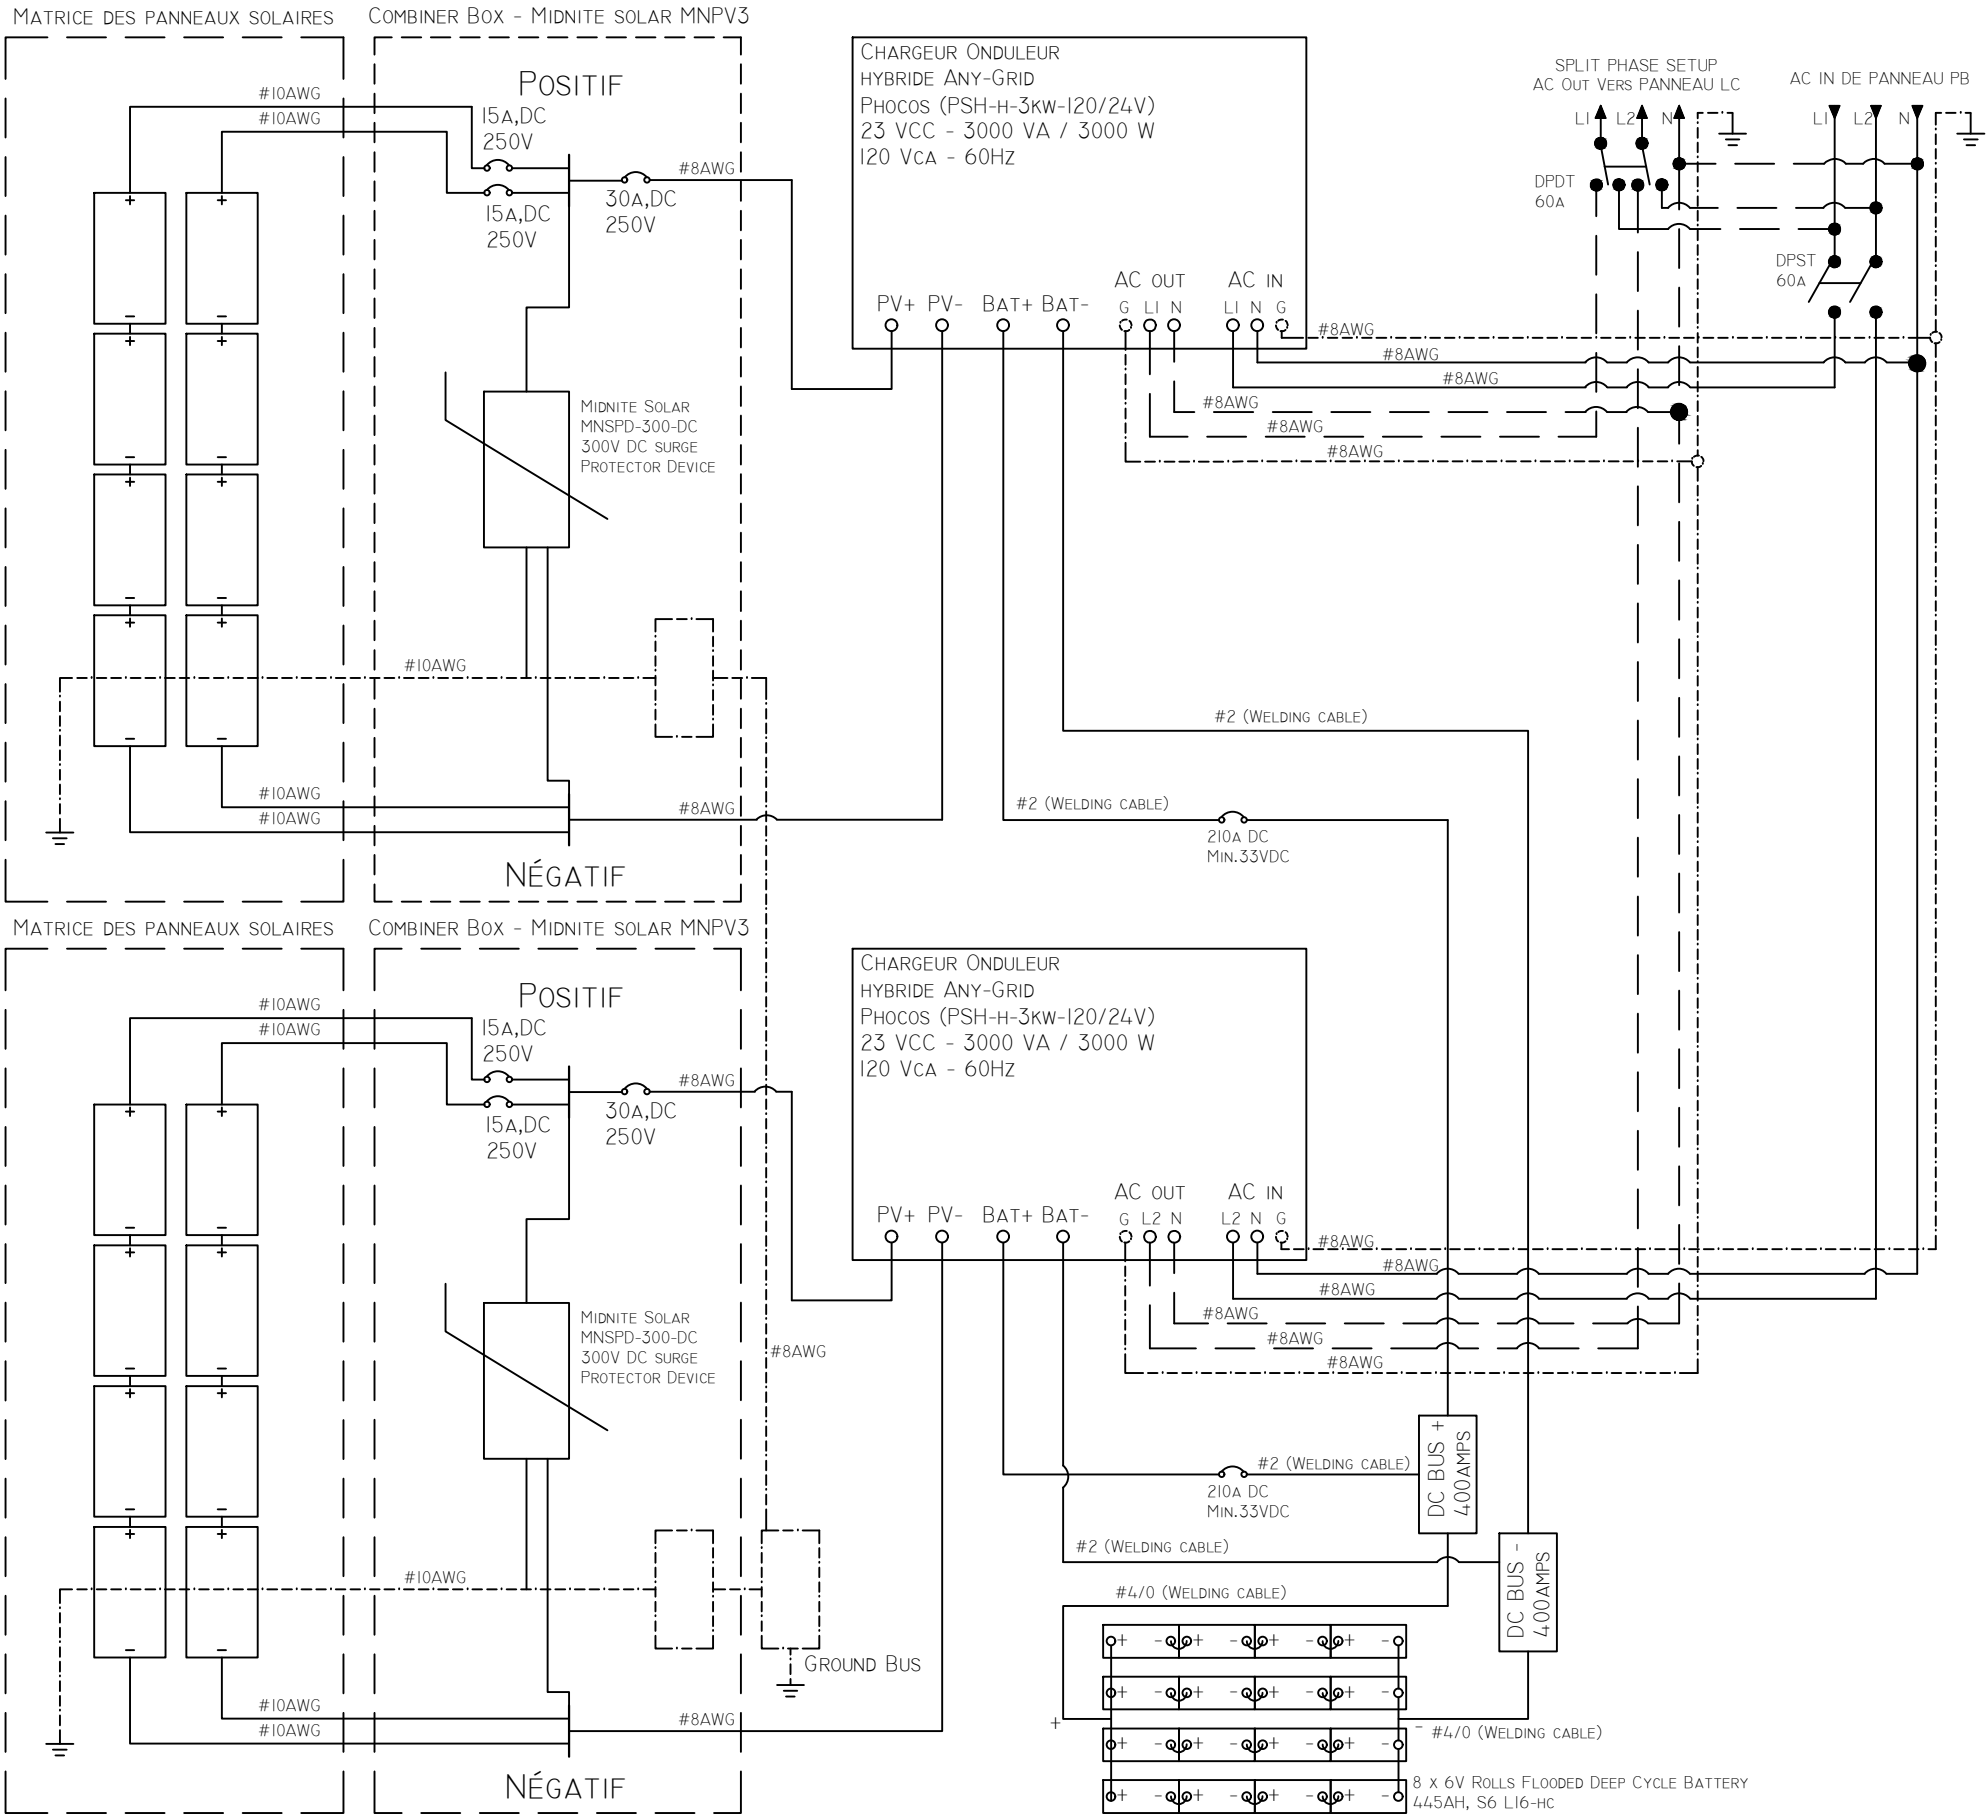 Matrice des panneaux solaires
Combiner Box - Midnite solar MNPV3
Positif
#10AWG
#10AWG
15a,DC
250V
15a,DC
250V
30a,DC
250V
#8AWG
+
+
-
-
+
+
-
-
+
+
-
-
+
+
-
-
Midnite Solar
MNSPD-300-DC
300V DC surge
Protector Device
#10AWG
#10AWG
#10AWG
#8AWG
Négatif
Chargeur Onduleur
hybride Any-Grid
Phocos (PSH-h-3kw-120/24V)
23 VCC - 3000 VA / 3000 W
120 Vca - 60Hz
AC out
AC in
PV+ PV- Bat+ Bat-
G L1 N
L1 N G
#8AWG
#8AWG
#8AWG
#8AWG
#8AWG
#8AWG
split phase setup
AC Out Vers panneau LC
L1 L2 N
DPDT
60a
AC in de panneau PB
L1 L2 N
DPST
60a
#2 (Welding cable)
#2 (Welding cable)
210a DC
Min.33VDC
Matrice des panneaux solaires
Combiner Box - Midnite solar MNPV3
Positif
#10AWG
#10AWG
15a,DC
250V
15a,DC
250V
30a,DC
250V
#8AWG
+
+
-
-
+
+
-
-
+
+
-
-
+
+
-
-
Midnite Solar
MNSPD-300-DC
300V DC surge
Protector Device
#8AWG
#10AWG
#10AWG
#10AWG
#8AWG
Négatif
Ground Bus
Chargeur Onduleur
hybride Any-Grid
Phocos (PSH-h-3kw-120/24V)
23 VCC - 3000 VA / 3000 W
120 Vca - 60Hz
AC out
AC in
PV+ PV- Bat+ Bat-
G L2 N
L2 N G
#8AWG
#8AWG
#8AWG
#8AWG
#8AWG
#8AWG
#2 (Welding cable)
210a DC
Min.33VDC
DC BUS +
400AMPS
#2 (Welding cable)
DC BUS -
400AMPS
#4/0 (Welding cable)
+ - + - + - + -
+ - + - + - + -
+
+ - + - + - + -
- #4/0 (Welding cable)
+ - + - + - + -
8 x 6V Rolls Flooded Deep Cycle Battery
445AH, S6 L16-hc